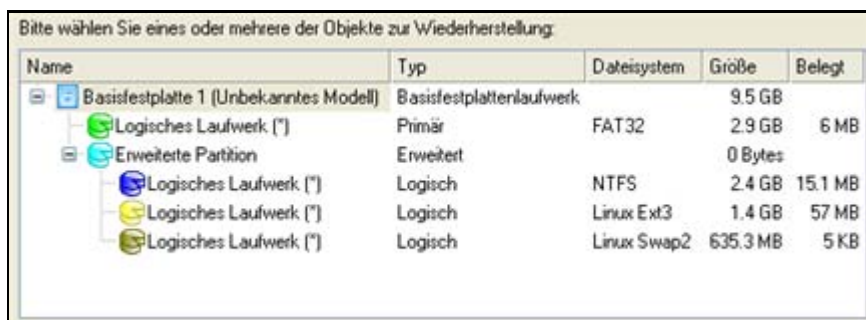 Bitte wählen Sie eines oder mehrere der Objekte zur Wiederherstellung:
Name Typ Dateisystem Größe Belegt
Basisfestplatte 1 (Unbekanntes Modell) Basisfestplattenlaufwerk 9.5 GB
Logisches Laufwerk (*) Primär FAT32 2.9 GB 6 MB
Erweiterte Partition Erweitert 0 Bytes
Logisches Laufwerk (*) Logisch NTFS 2.4 GB 15.1 MB
Logisches Laufwerk (*) Logisch Linux Ext3 1.4 GB 57 MB
Logisches Laufwerk (*) Logisch Linux Swap2 635.3 MB 5 KB